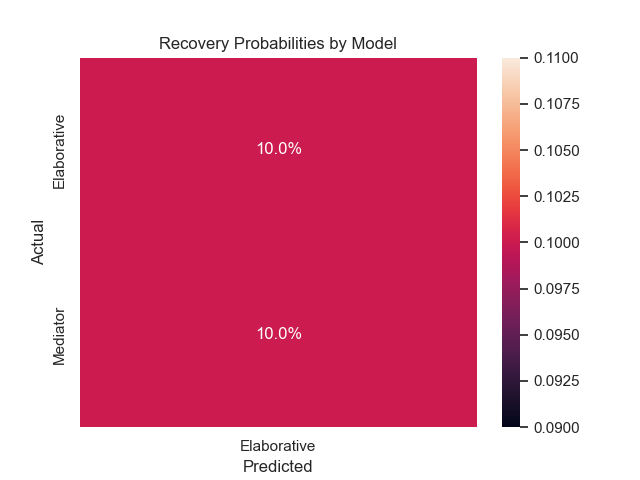 Recovery Probabilities by Model
Actual
Elaborative
Mediator
10.0%
10.0%
Elaborative
Predicted
0.1100
0.1075
0.1050
0.1025
0.1000
0.0975
0.0950
0.0925
0.0900